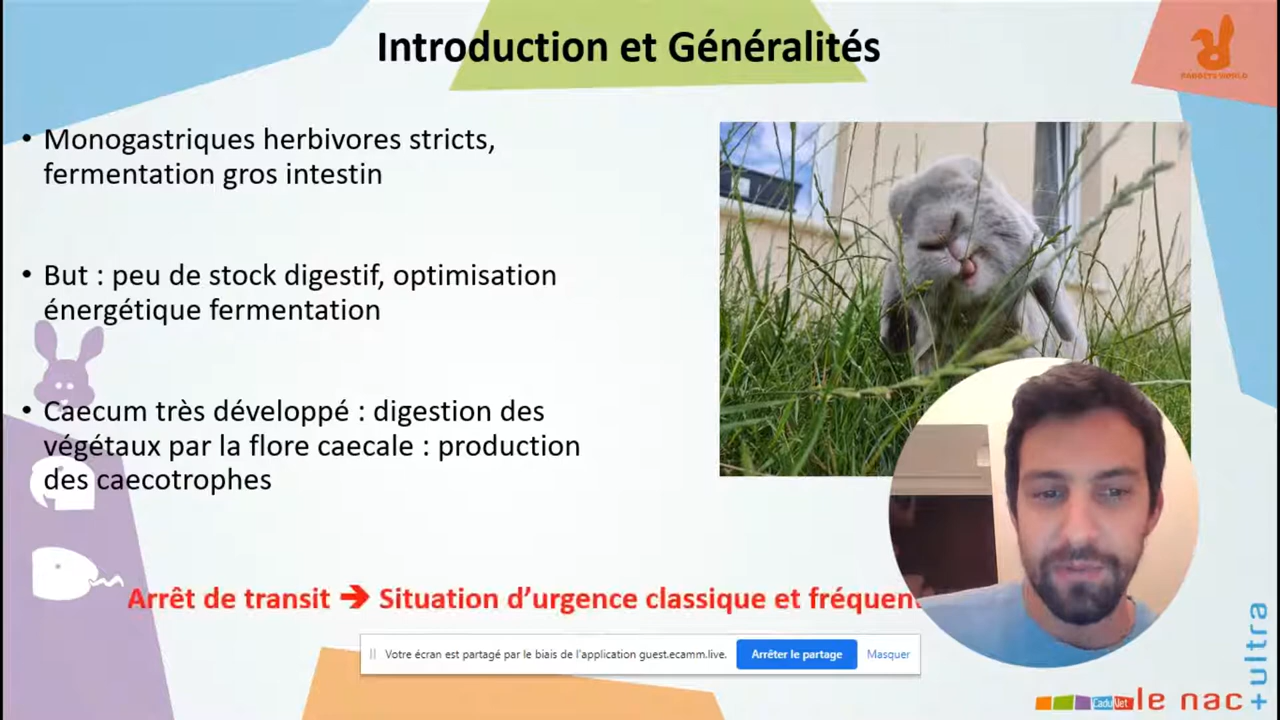 Introduction et Généralités
RABBITS WORLD
• Monogastriques herbivores stricts,
fermentation gros intestin
• But : peu de stock digestif, optimisation
énergétique fermentation
• Caecum très développé : digestion des
végétaux par la flore caecale : production
des caecotrophes
Arrêt de transit ➔ Situation d’urgence classique et fréquent
Votre écran est partagé par le biais de l'application guest.ecamm.live.
Arrêter le partage
Masquer
CaduVet
le nac
+ultra